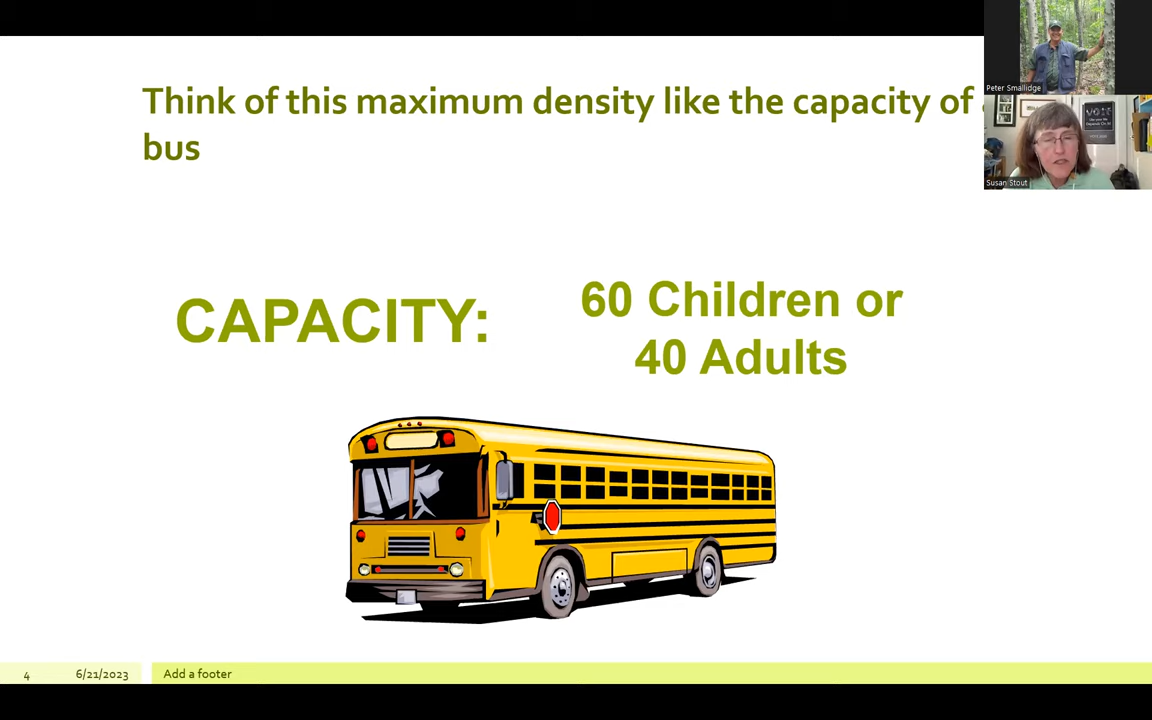 Think of this maximum density like the capacity of
bus
CAPACITY:
60 Children or
40 Adults
4
6/21/2023
Add a footer
Peter Smallidge
VOTE
Susan Stout